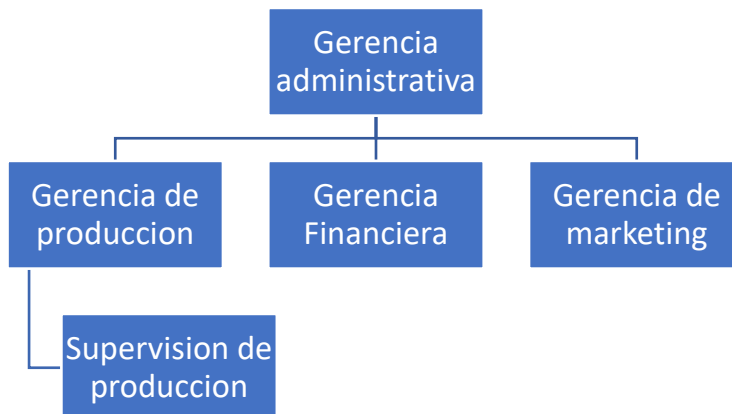 Gerencia
administrativa
Gerencia de
produccion
Gerencia
Financiera
Gerencia de
marketing
Supervision de
produccion